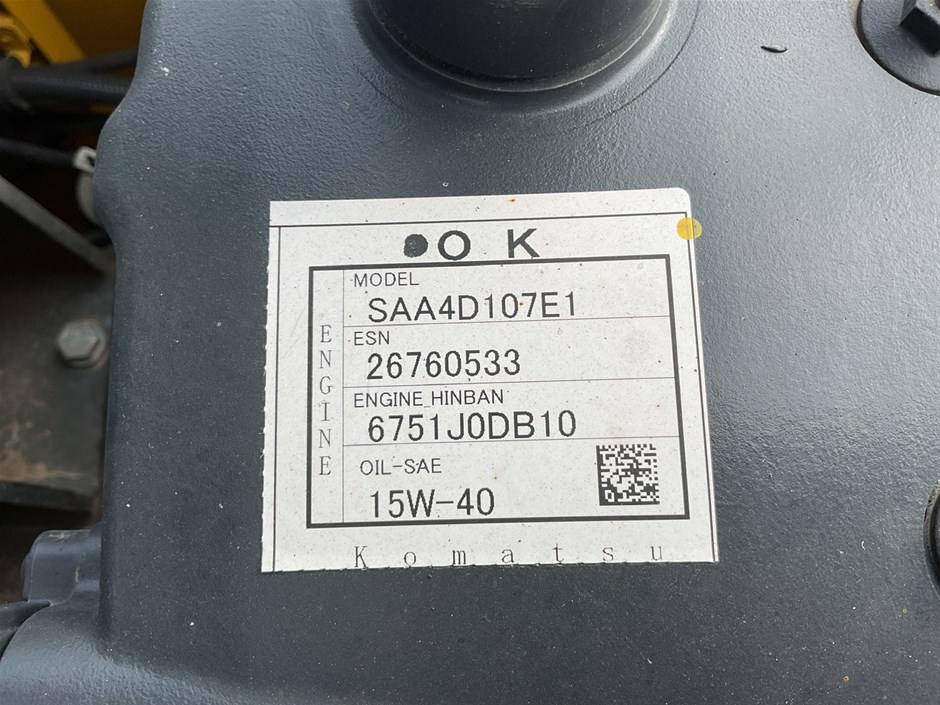 ●O K
ENGINE
MODEL
SAA4D107E1
ESN
26760533
ENGINE_HINBAN
6751J0DB10
OIL-SAE
15W-40
Komatsu